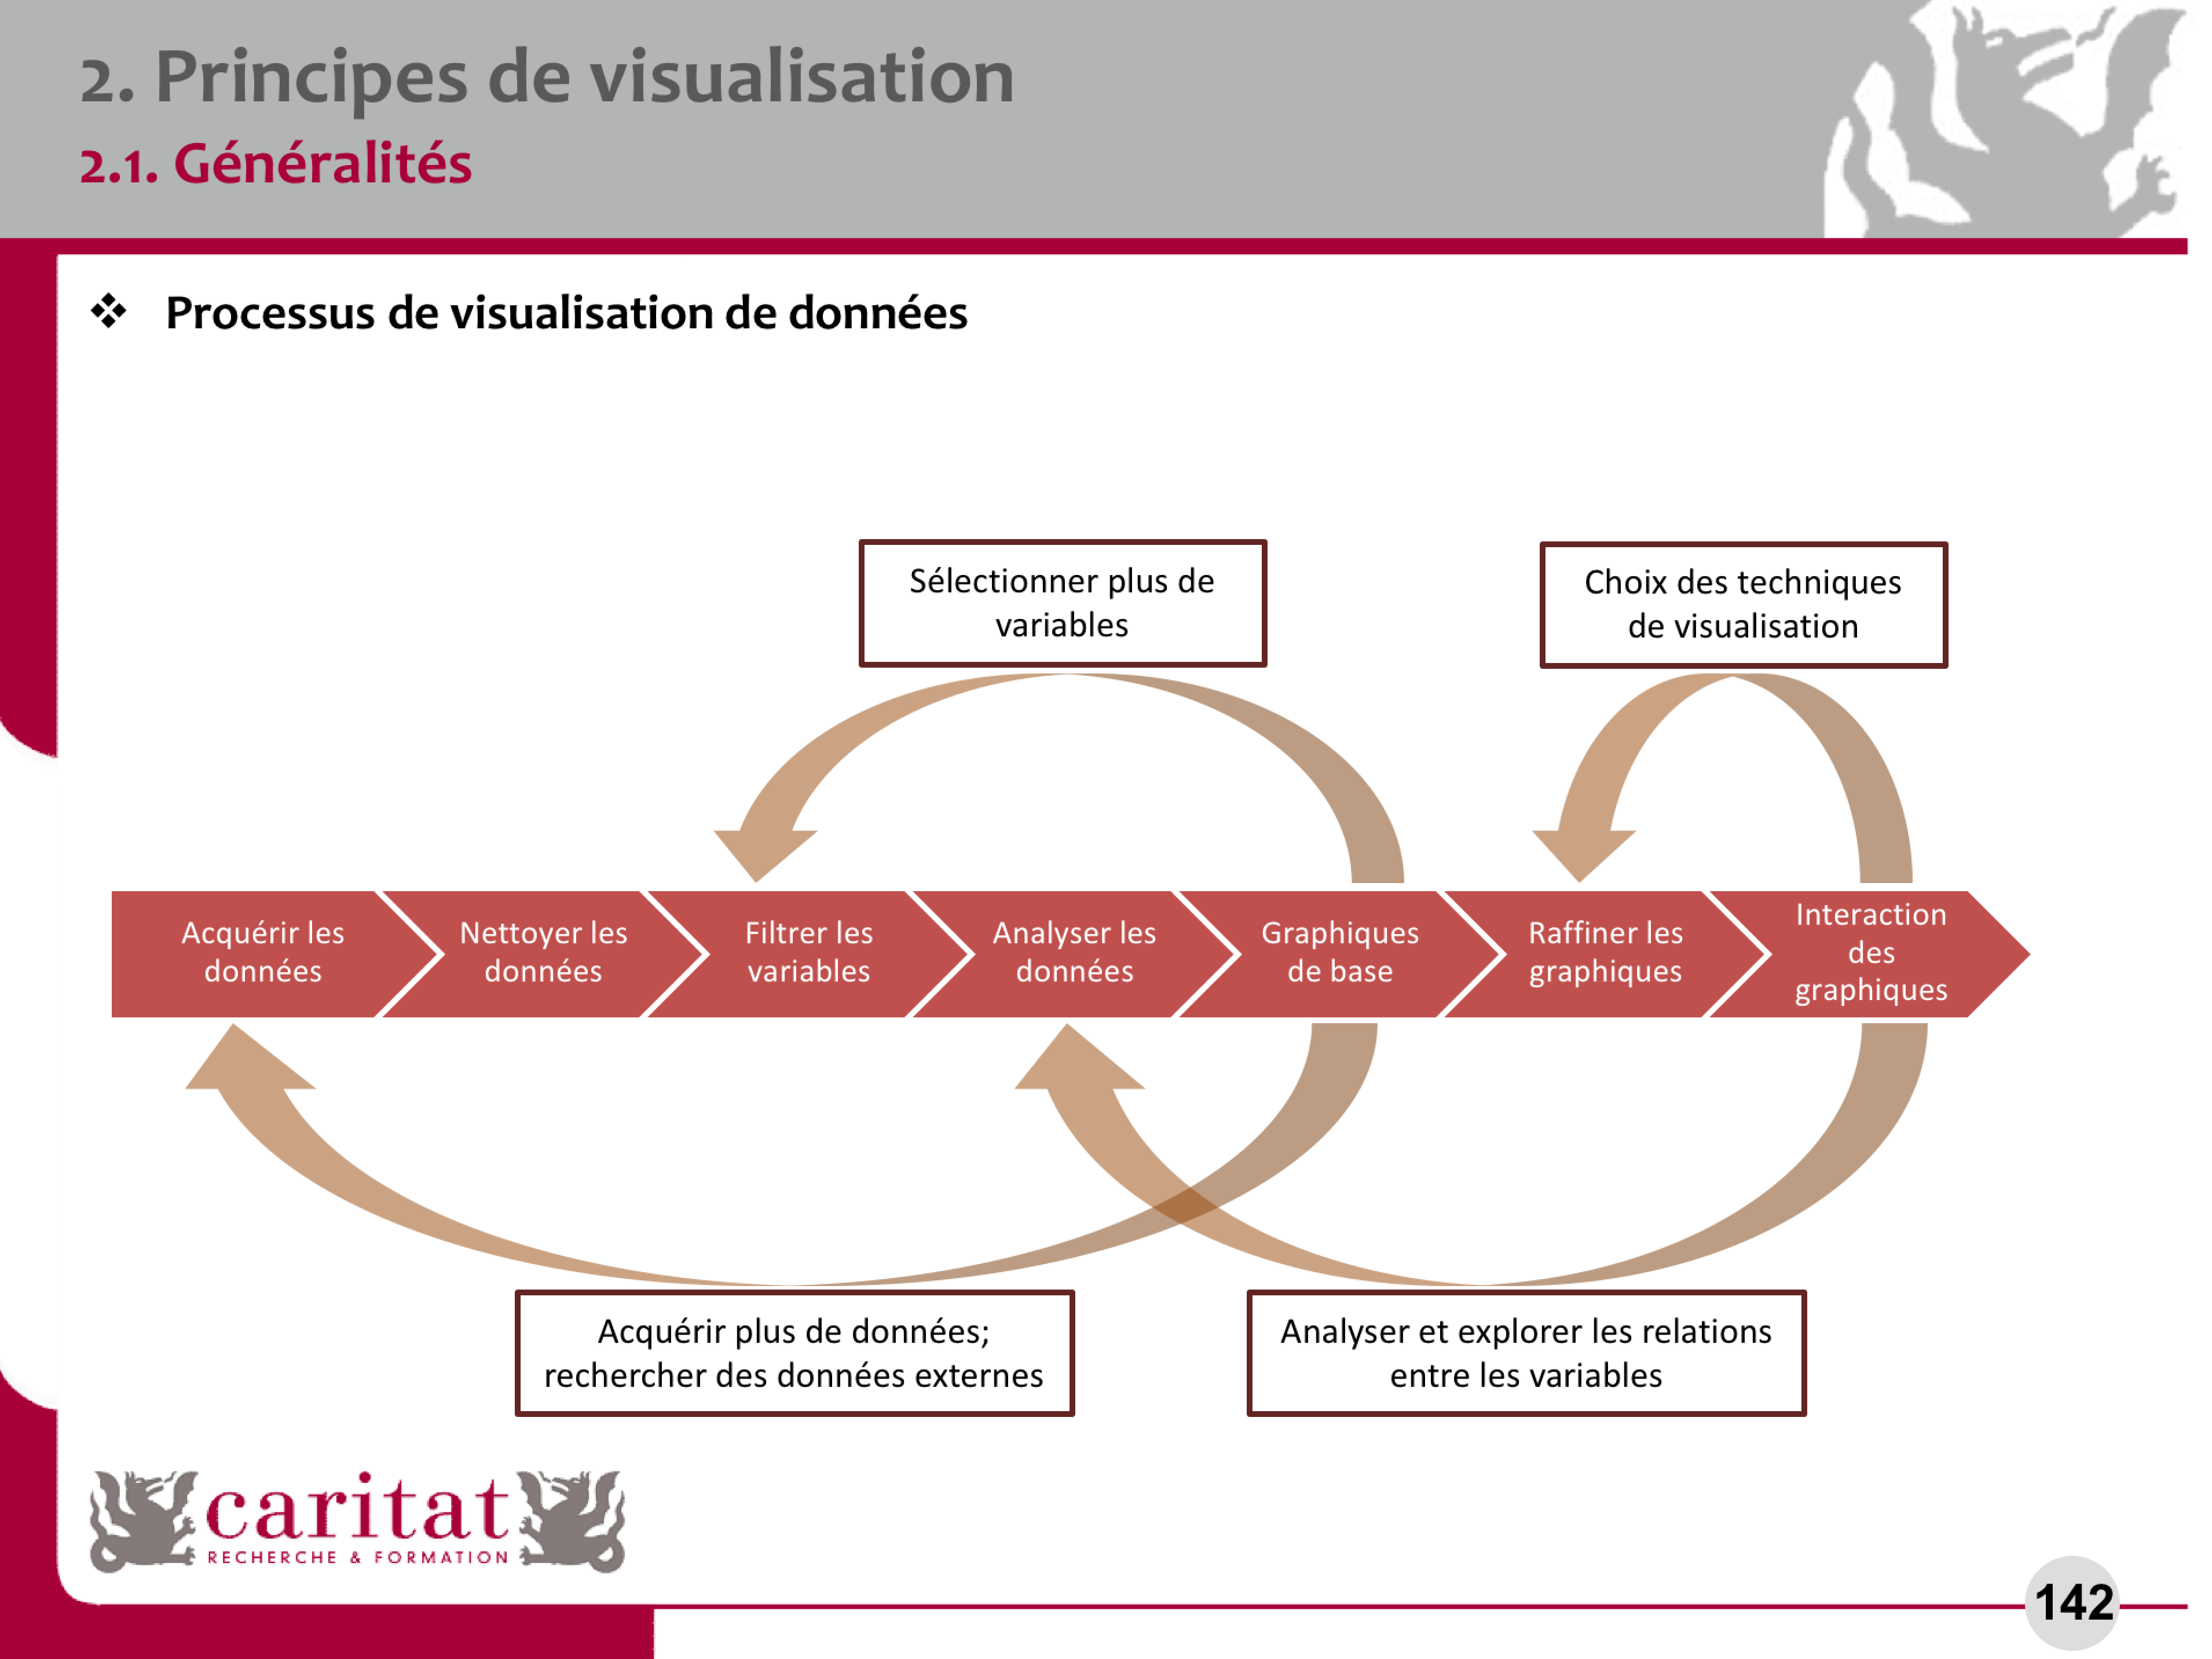 2. Principes de visualisation
2.1. Généralités
❖ Processus de visualisation de données
Sélectionner plus de
variables
Choix des techniques
de visualisation
Acquérir les
données
Nettoyer les
données
Filtrer les
variables
Analyser les
données
Graphiques
de base
Raffiner les
graphiques
Interaction
des
graphiques
Acquérir plus de données;
rechercher des données externes
Analyser et explorer les relations
entre les variables
caritat
RECHERCHE & FORMATION
142